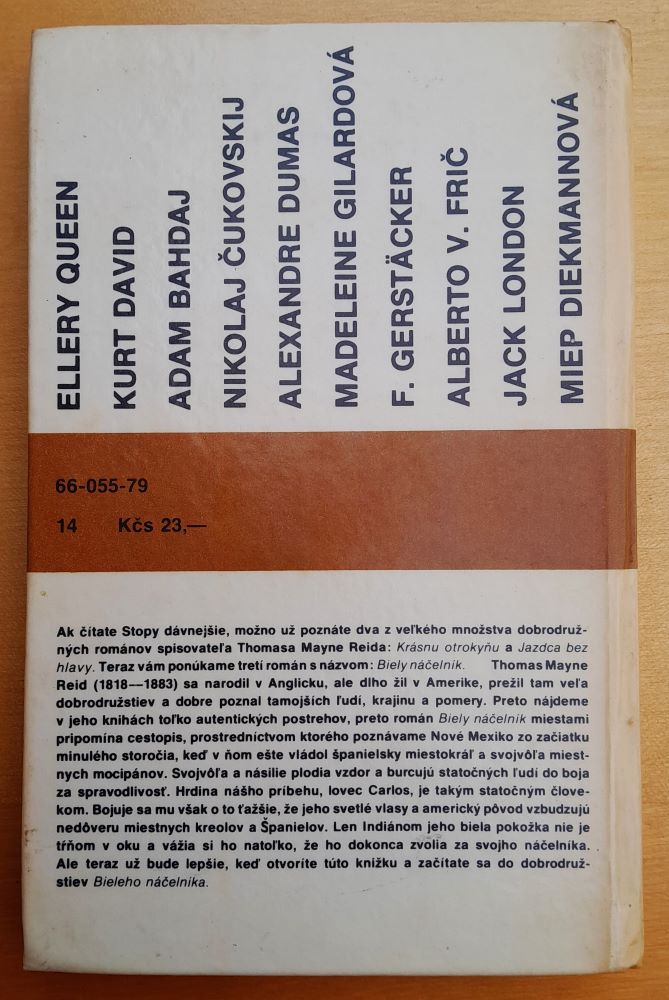 ELLERY QUEEN
KURT DAVID
ADAM BAHDAJ
NIKOLAJ ČUKOVSKIJ
ALEXANDRE DUMAS
MADELEINE GILARDOVÁ
F. GERSTÄCKER
ALBERTO V. FRIČ
JACK LONDON
MIEP DIEKMANNOVÁ
66-055-79
14 Kčs 23,—
Ak čítate Stopy dávnejšie, možno už poznáte dva z veľkého množstva dobrodruž-
ných románov spisovateľa Thomasa Mayne Reida: Krásnu otrokyňu a Jazdca bez
hlavy. Teraz vám ponúkame tretí román s názvom: Biely náčelník. Thomas Mayne
Reid (1818—1883) sa narodil v Anglicku, ale dlho žil v Amerike, prežil tam veľa
dobrodružstiev a dobre poznal tamojších ľudí, krajinu a pomery. Preto nájdeme
v jeho knihách toľko autentických postrehov, preto román Biely náčelník miestami
pripomína cestopis, prostredníctvom ktorého poznávame Nové Mexiko zo začiatku
minulého storočia, keď v ňom ešte vládol španielsky miestokráľ a svojvôľa miest-
nych mocipánov. Svojvôľa a násilie plodia vzdor a burcujú statočných ľudí do boja
za spravodlivosť. Hrdina nášho príbehu, lovec Carlos, je takým statočným člove-
kom. Bojuje sa mu však o to ťažšie, že jeho svetlé vlasy a americký pôvod vzbudzujú
nedôveru miestnych kreolov a Španielov. Len Indiánom jeho biela pokožka nie je
tŕňom v oku a vážia si ho natoľko, že ho dokonca zvolia za svojho náčelníka.
Ale teraz už bude lepšie, keď otvoríte túto knižku a začítate sa do dobrodruž-
stiev Bieleho náčelníka.